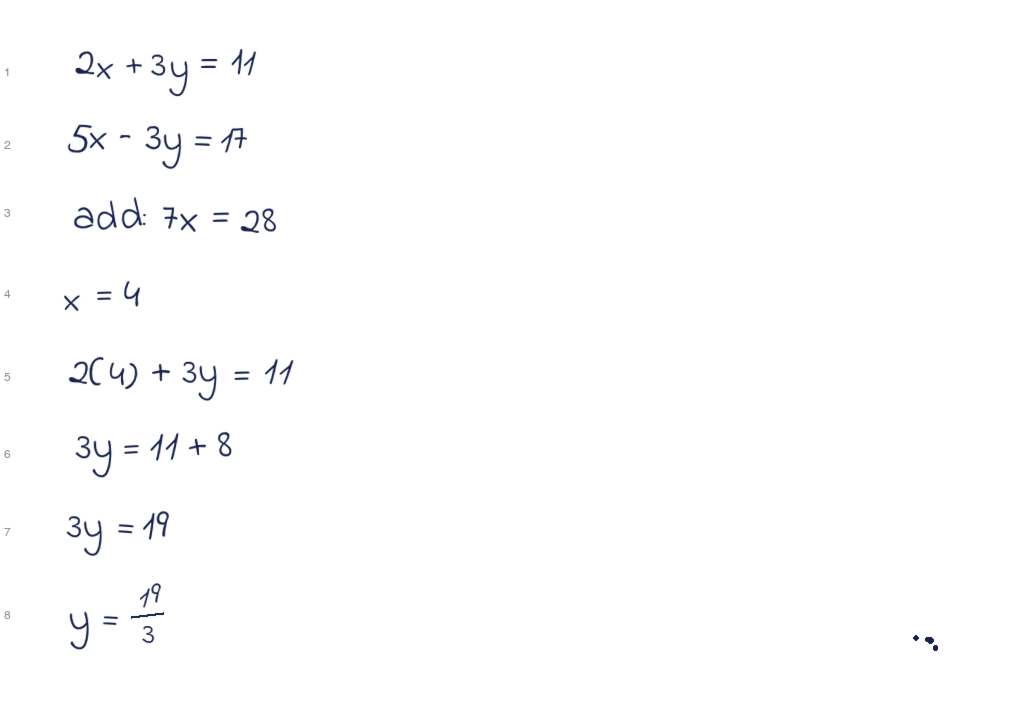 1 2x + 3y = 11
2 5x - 3y = 17
3 add: 7x = 28
4 x = 4
5 2(4) + 3y = 11
6 3y = 11 + 8
7 3y = 19
8 y = 19/3